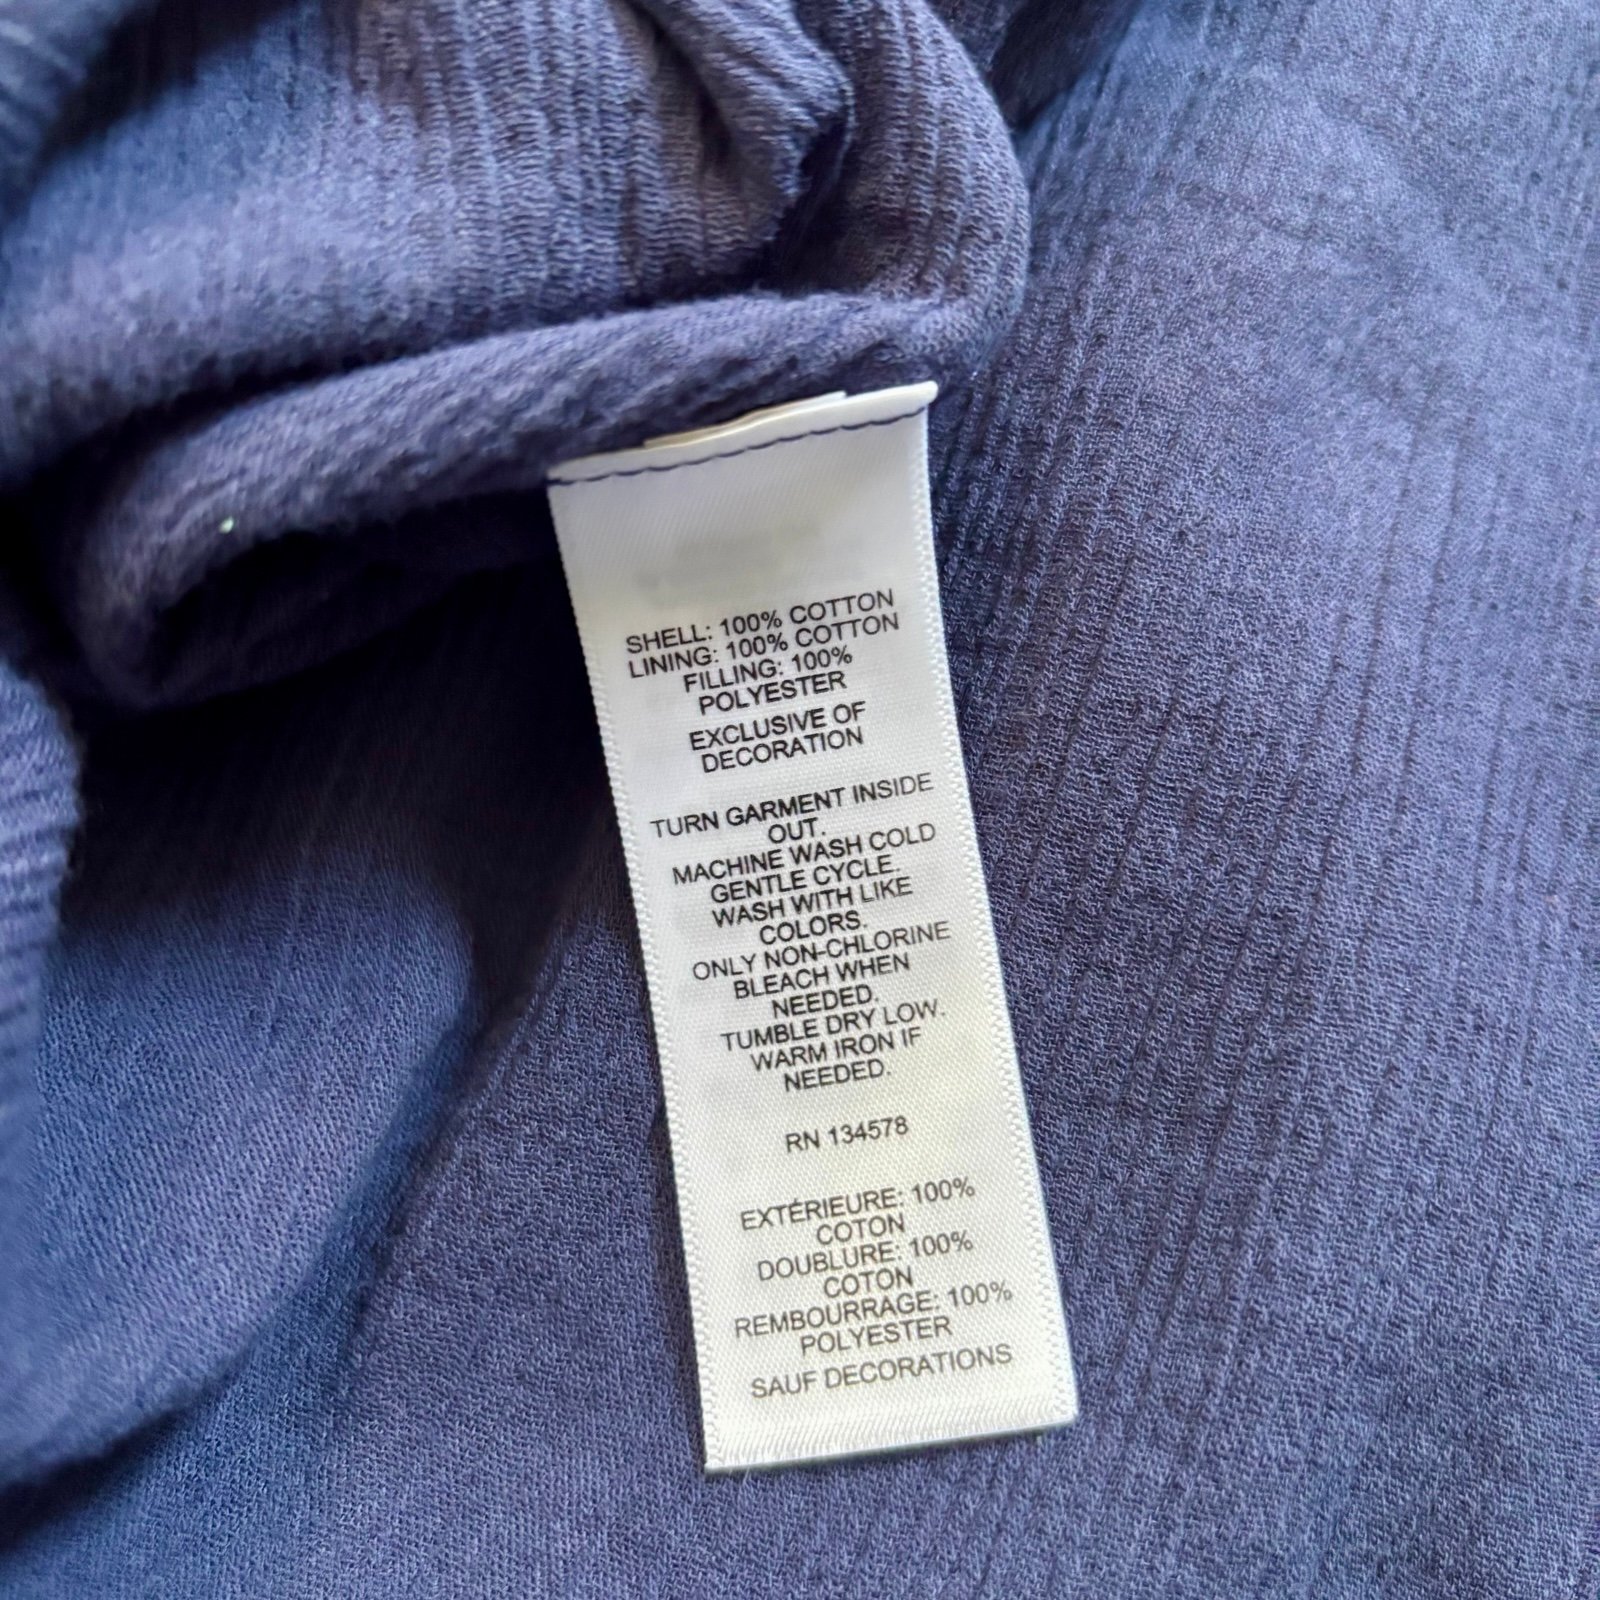 SHELL: 100% COTTON
LINING: 100% COTTON
FILLING: 100%
POLYESTER
EXCLUSIVE OF
DECORATION
TURN GARMENT INSIDE
OUT.
MACHINE WASH COLD
GENTLE CYCLE.
WASH WITH LIKE
COLORS.
ONLY NON-CHLORINE
BLEACH WHEN
NEEDED.
TUMBLE DRY LOW.
WARM IRON IF
NEEDED.
RN 134578
EXTÉRIEURE: 100%
COTON
DOUBLURE: 100%
COTON
REMBOURRAGE: 100%
POLYESTER
SAUF DECORATIONS